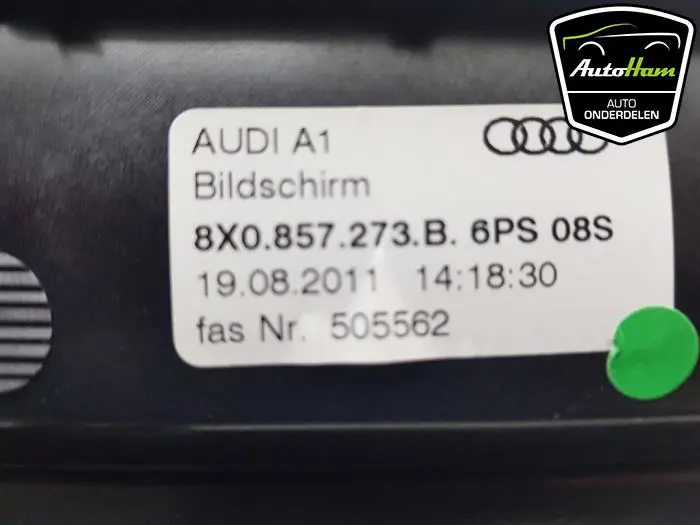 AutoHam
AUTO
ONDERDELEN
AUDI A1
Bildschirm
8X0.857.273.B. 6PS 08S
19.08.2011 14:18:30
fas Nr. 505562